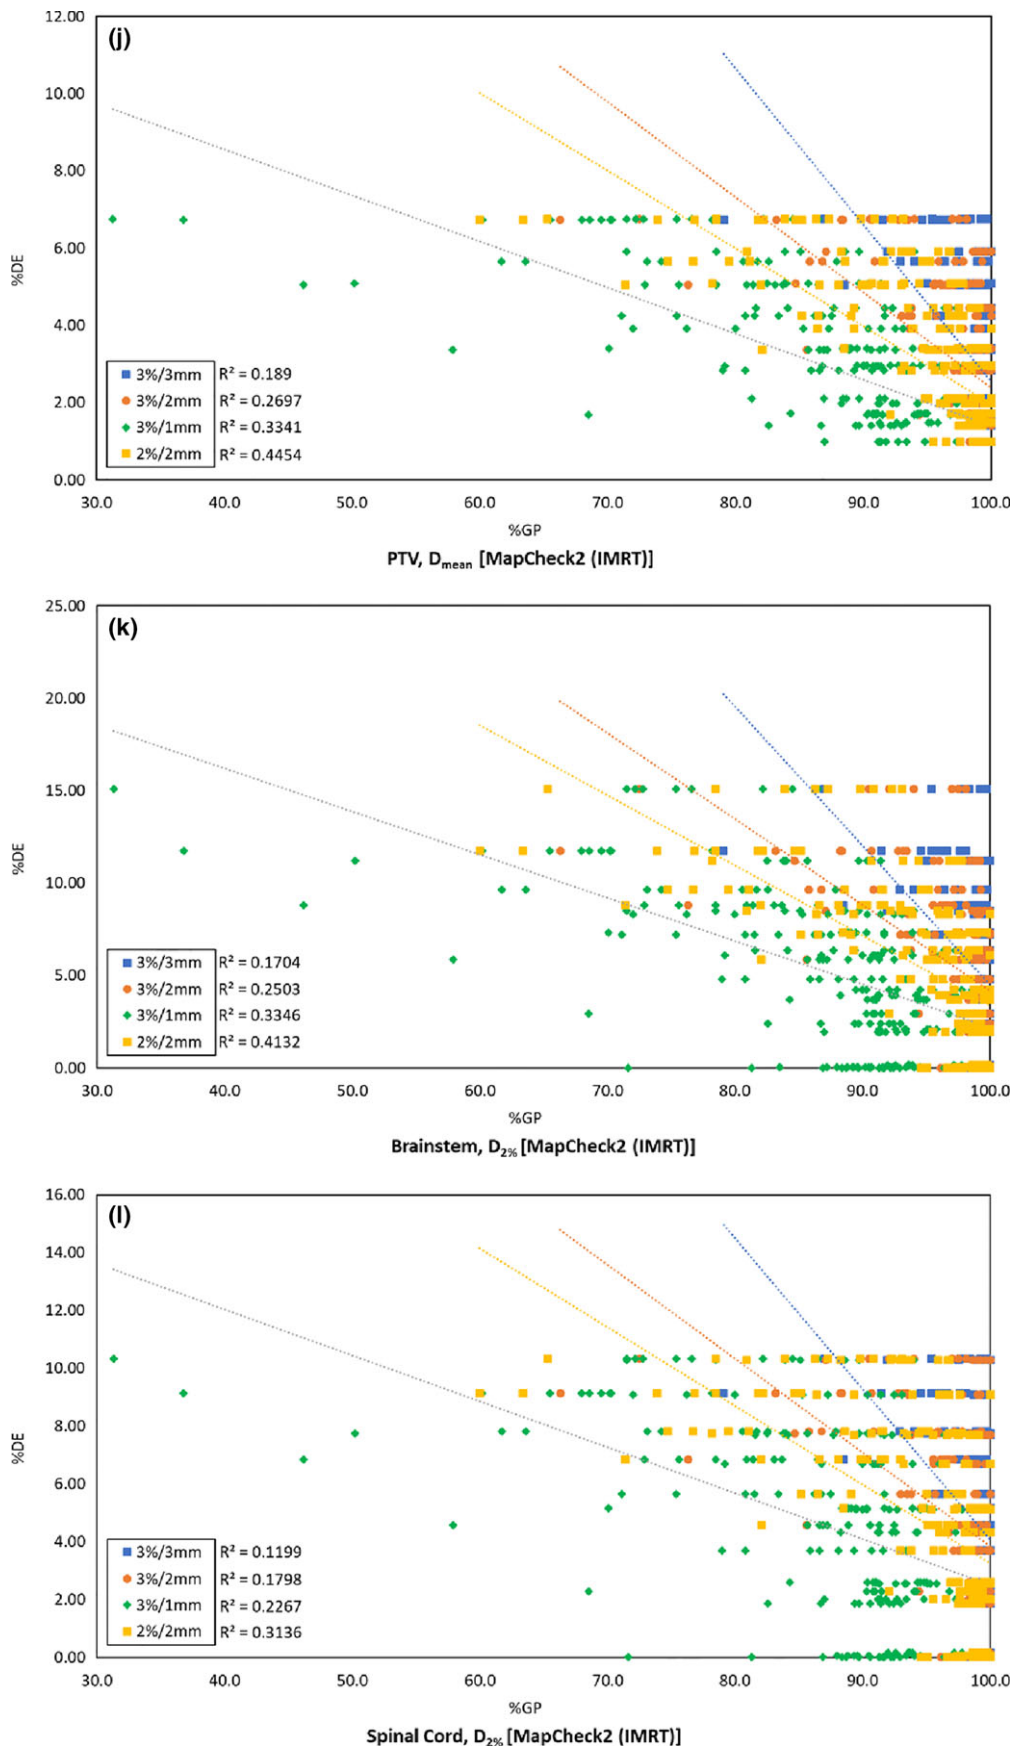 (j)
12.00
10.00
8.00
6.00
4.00
2.00
0.00
%DE
3%/3mm R² = 0.189
3%/2mm R² = 0.2697
3%/1mm R² = 0.3341
2%/2mm R² = 0.4454
30.0 40.0 50.0 60.0 70.0 80.0 90.0 100.0
%GP
PTV, Dmean [MapCheck2 (IMRT)]
(k)
25.00
20.00
15.00
10.00
5.00
0.00
%DE
3%/3mm R² = 0.1704
3%/2mm R² = 0.2503
3%/1mm R² = 0.3346
2%/2mm R² = 0.4132
30.0 40.0 50.0 60.0 70.0 80.0 90.0 100.0
%GP
Brainstem, D2% [MapCheck2 (IMRT)]
(l)
16.00
14.00
12.00
10.00
8.00
6.00
4.00
2.00
0.00
%DE
3%/3mm R² = 0.1199
3%/2mm R² = 0.1798
3%/1mm R² = 0.2267
2%/2mm R² = 0.3136
30.0 40.0 50.0 60.0 70.0 80.0 90.0 100.0
%GP
Spinal Cord, D2% [MapCheck2 (IMRT)]